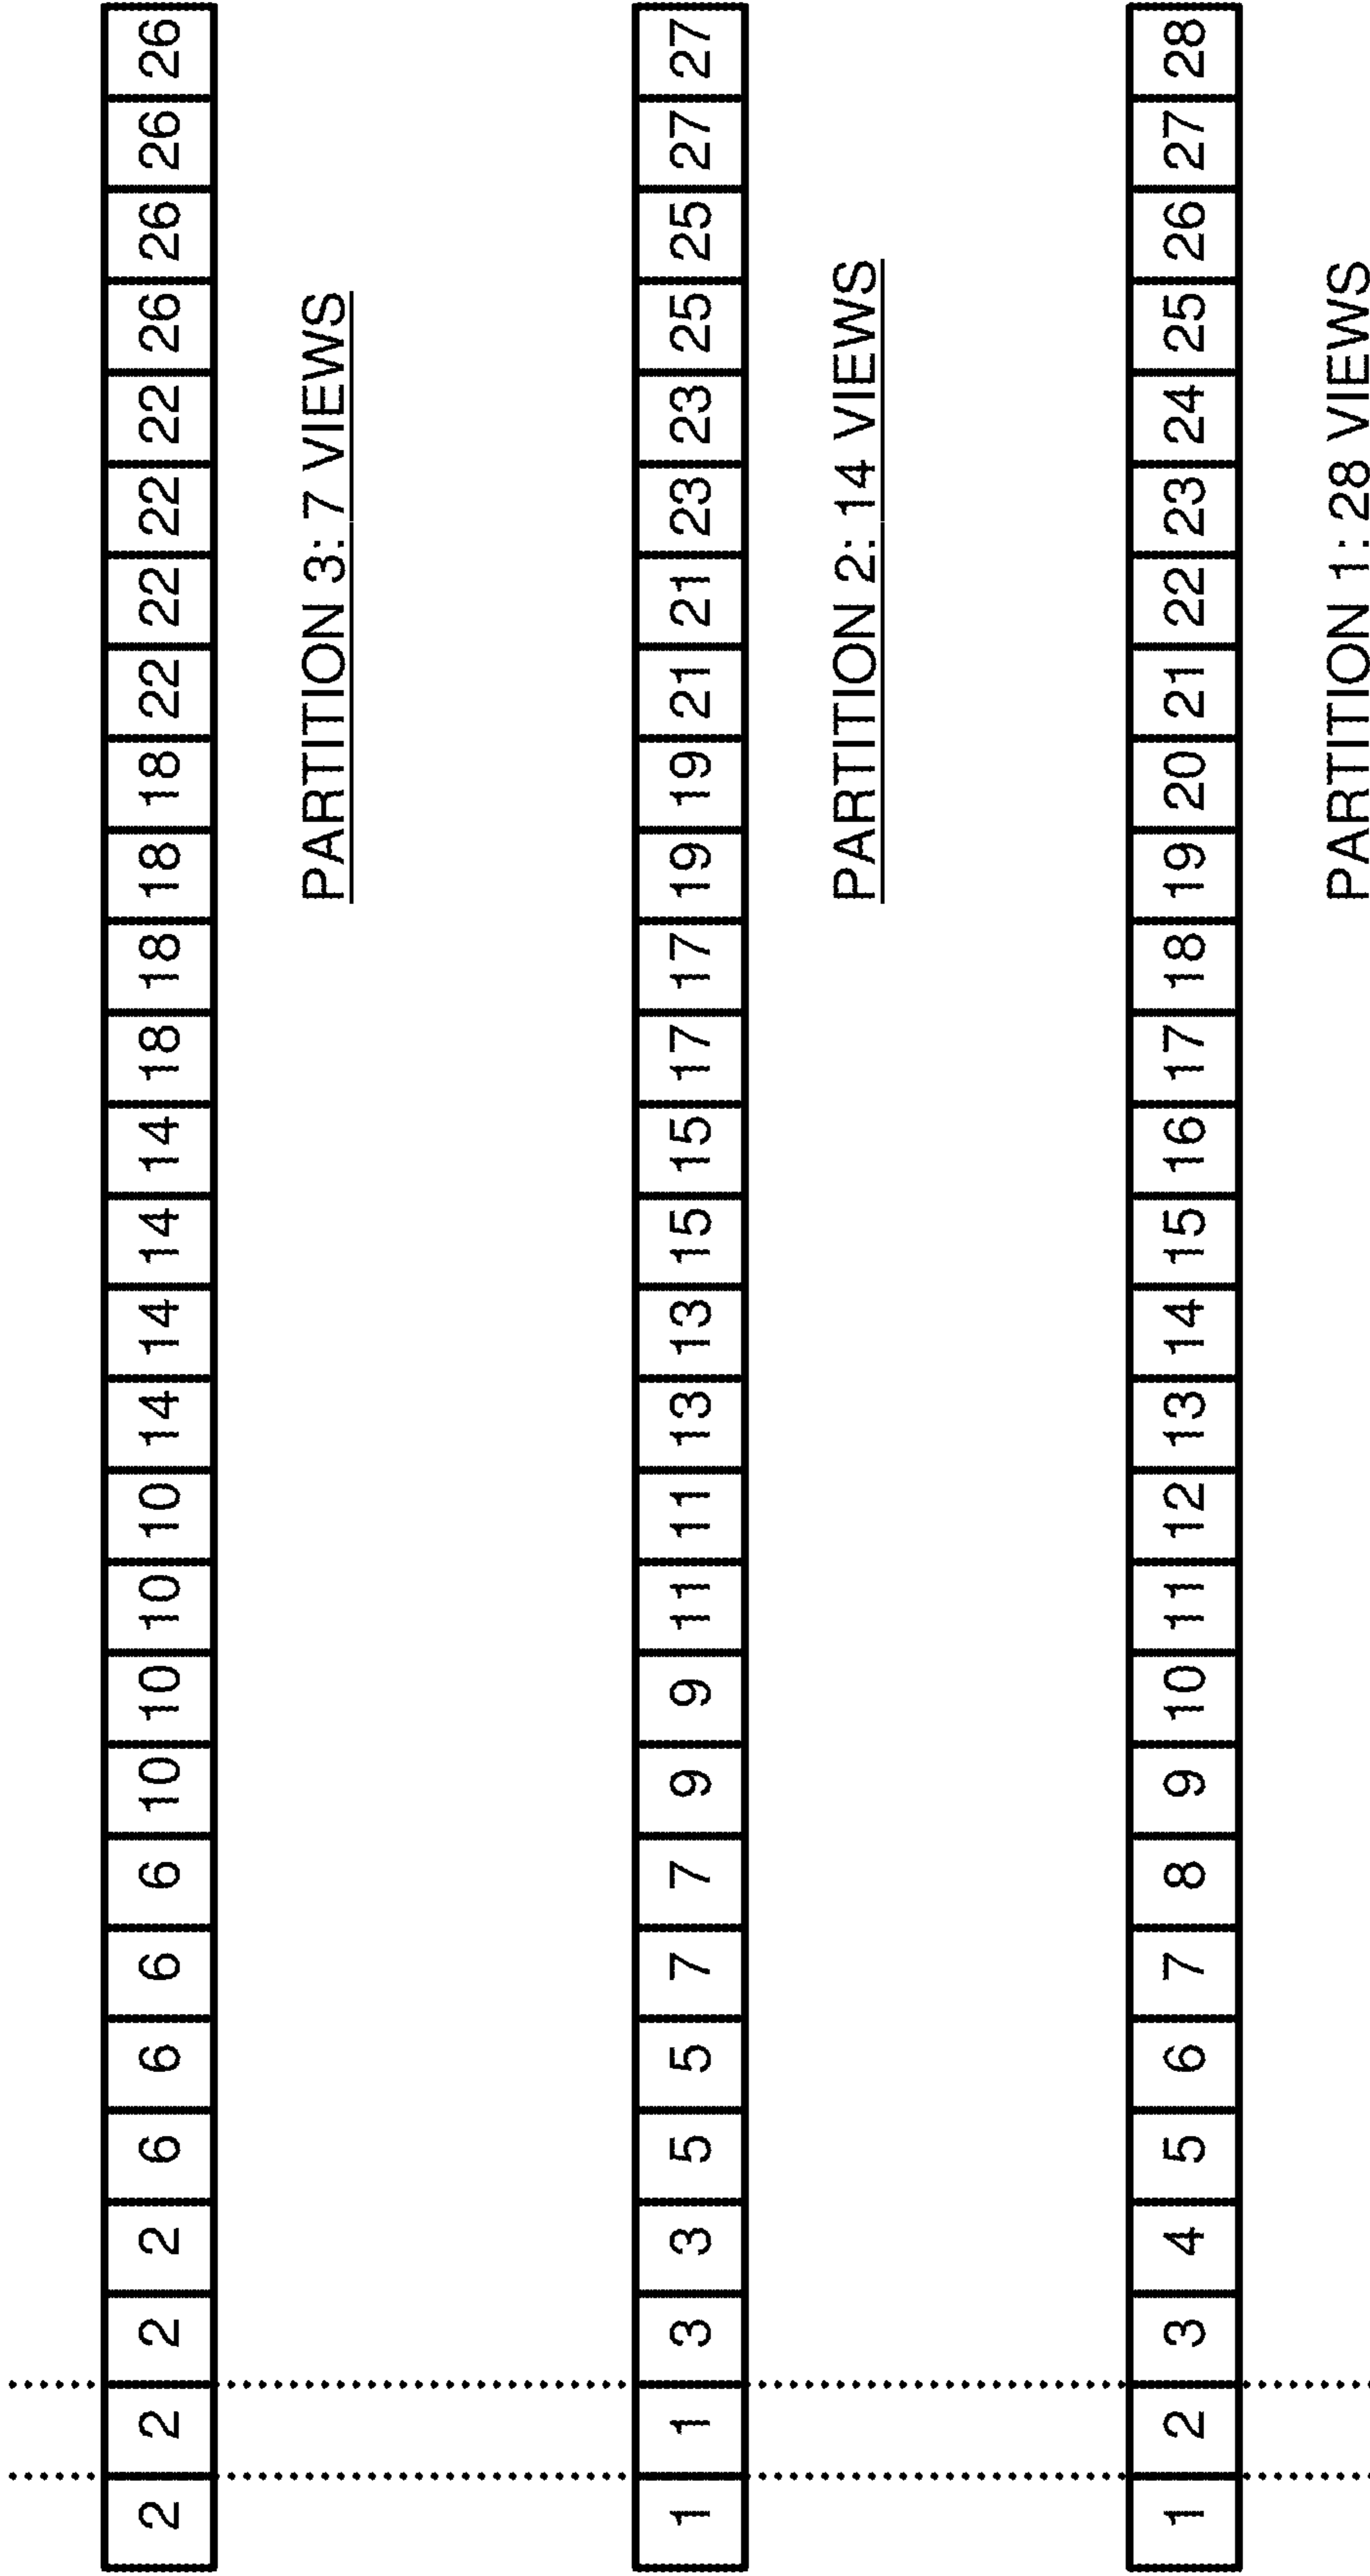 2 2 2 2 6 6 6 6 10 10 10 10 14 14 14 14 18 18 18 18 22 22 22 22 26 26 26 26
PARTITION 3: 7 VIEWS
1 1 3 3 5 5 7 7 9 9 11 11 13 13 15 15 17 17 19 19 21 21 23 23 25 25 27 27
PARTITION 2: 14 VIEWS
1 2 3 4 5 6 7 8 9 10 11 12 13 14 15 16 17 18 19 20 21 22 23 24 25 26 27 28
PARTITION 1: 28 VIEWS